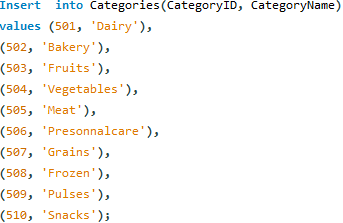 Insert  into Categories(CategoryID, CategoryName)
values (501, 'Dairy'),
(502, 'Bakery'),
(503, 'Fruits'),
(504, 'Vegetables'),
(505, 'Meat'),
(506, 'Presonnalcare'),
(507, 'Grains'),
(508, 'Frozen'),
(509, 'Pulses'),
(510, 'Snacks');